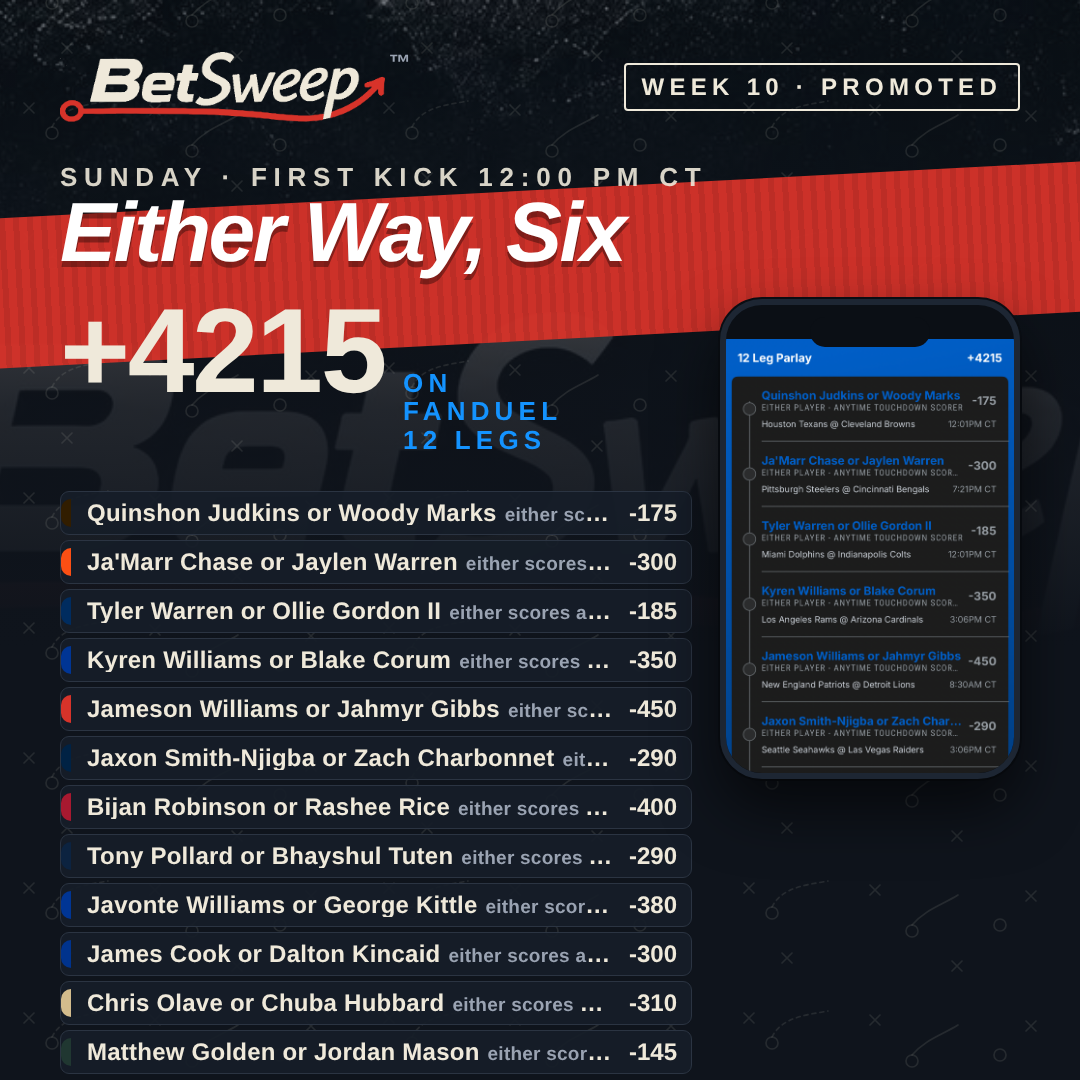 BetSweep™
WEEK 10 · PROMOTED
SUNDAY · FIRST KICK 12:00 PM CT
Either Way, Six
+4215
ON
FANDUEL
12 LEGS
Quinshon Judkins or Woody Marks either sc... -175
Ja'Marr Chase or Jaylen Warren either scores... -300
Tyler Warren or Ollie Gordon II either scores a... -185
Kyren Williams or Blake Corum either scores ... -350
Jameson Williams or Jahmyr Gibbs either sc... -450
Jaxon Smith-Njigba or Zach Charbonnet eit... -290
Bijan Robinson or Rashee Rice either scores ... -400
Tony Pollard or Bhayshul Tuten either scores ... -290
Javonte Williams or George Kittle either scor... -380
James Cook or Dalton Kincaid either scores a... -300
Chris Olave or Chuba Hubbard either scores ... -310
Matthew Golden or Jordan Mason either scor... -145
12 Leg Parlay +4215
Quinshon Judkins or Woody Marks -175
EITHER PLAYER - ANYTIME TOUCHDOWN SCORER
Houston Texans @ Cleveland Browns 12:01PM CT
Ja'Marr Chase or Jaylen Warren -300
EITHER PLAYER - ANYTIME TOUCHDOWN SCOR...
Pittsburgh Steelers @ Cincinnati Bengals 7:21PM CT
Tyler Warren or Ollie Gordon II -185
EITHER PLAYER - ANYTIME TOUCHDOWN SCORER
Miami Dolphins @ Indianapolis Colts 12:01PM CT
Kyren Williams or Blake Corum -350
EITHER PLAYER - ANYTIME TOUCHDOWN SCOR...
Los Angeles Rams @ Arizona Cardinals 3:06PM CT
Jameson Williams or Jahmyr Gibbs -450
EITHER PLAYER - ANYTIME TOUCHDOWN SCOR...
New England Patriots @ Detroit Lions 8:30AM CT
Jaxon Smith-Njigba or Zach Char... -290
EITHER PLAYER - ANYTIME TOUCHDOWN SCOR...
Seattle Seahawks @ Las Vegas Raiders 3:06PM CT